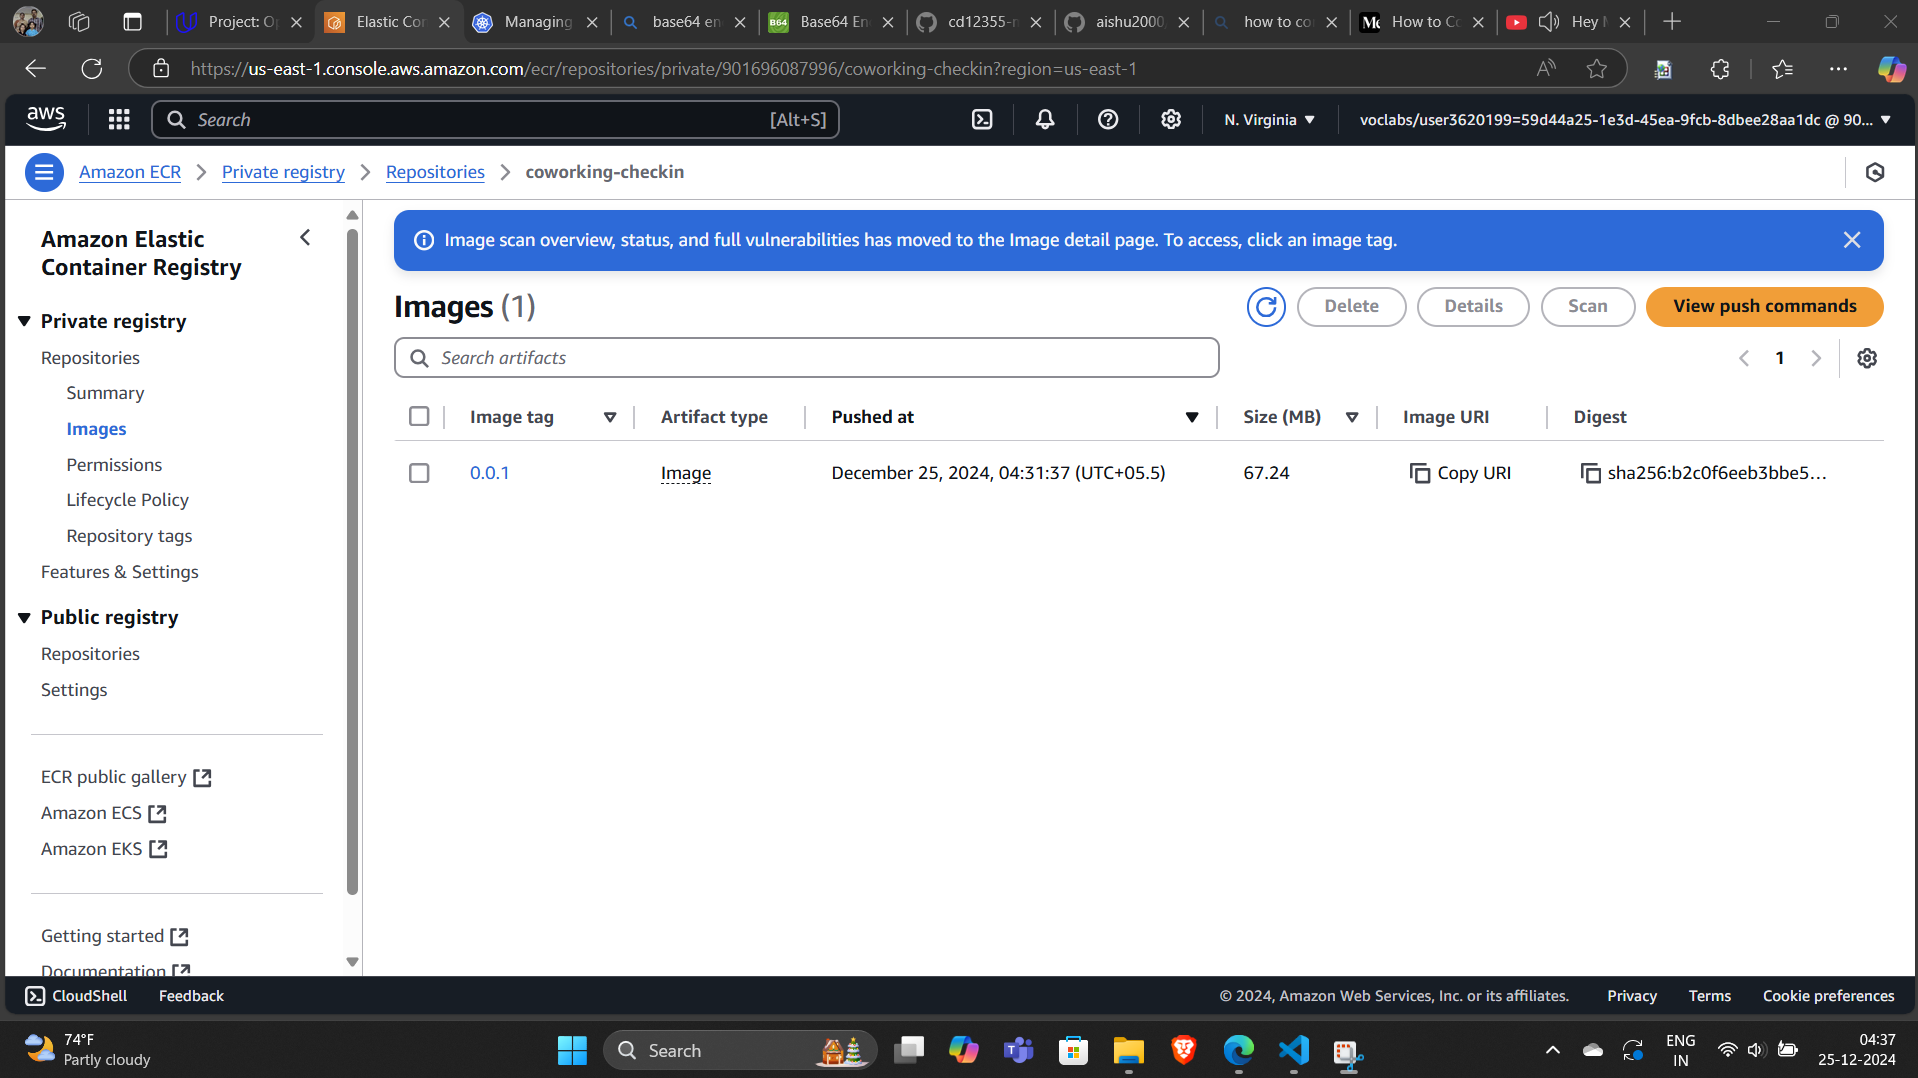 Project: Op
Elastic Con
Managing
base64 en
B64
Base64 En
cd12355-m
aishu2000
how to co
How to Co
Hey
https://us-east-1.console.aws.amazon.com/ecr/repositories/private/901696087996/coworking-checkin?region=us-east-1
aws
Search
[Alt+S]
N. Virginia
voclabs/user3620199=59d44a25-1e3d-45ea-9fcb-8dbee28aa1dc @ 90...
Amazon ECR
Private registry
Repositories
coworking-checkin
Amazon Elastic
Container Registry
Private registry
Repositories
Summary
Images
Permissions
Lifecycle Policy
Repository tags
Features & Settings
Public registry
Repositories
Settings
ECR public gallery
Amazon ECS
Amazon EKS
Getting started
Documentation
Image scan overview, status, and full vulnerabilities has moved to the Image detail page. To access, click an image tag.
Images (1)
Delete
Details
Scan
View push commands
Search artifacts
1
Image tag
Artifact type
Pushed at
Size (MB)
Image URI
Digest
0.0.1
Image
December 25, 2024, 04:31:37 (UTC+05.5)
67.24
Copy URI
sha256:b2c0f6eeb3bbe5...
CloudShell
Feedback
© 2024, Amazon Web Services, Inc. or its affiliates.
Privacy
Terms
Cookie preferences
74°F
Partly cloudy
Search
ENG
IN
04:37
25-12-2024